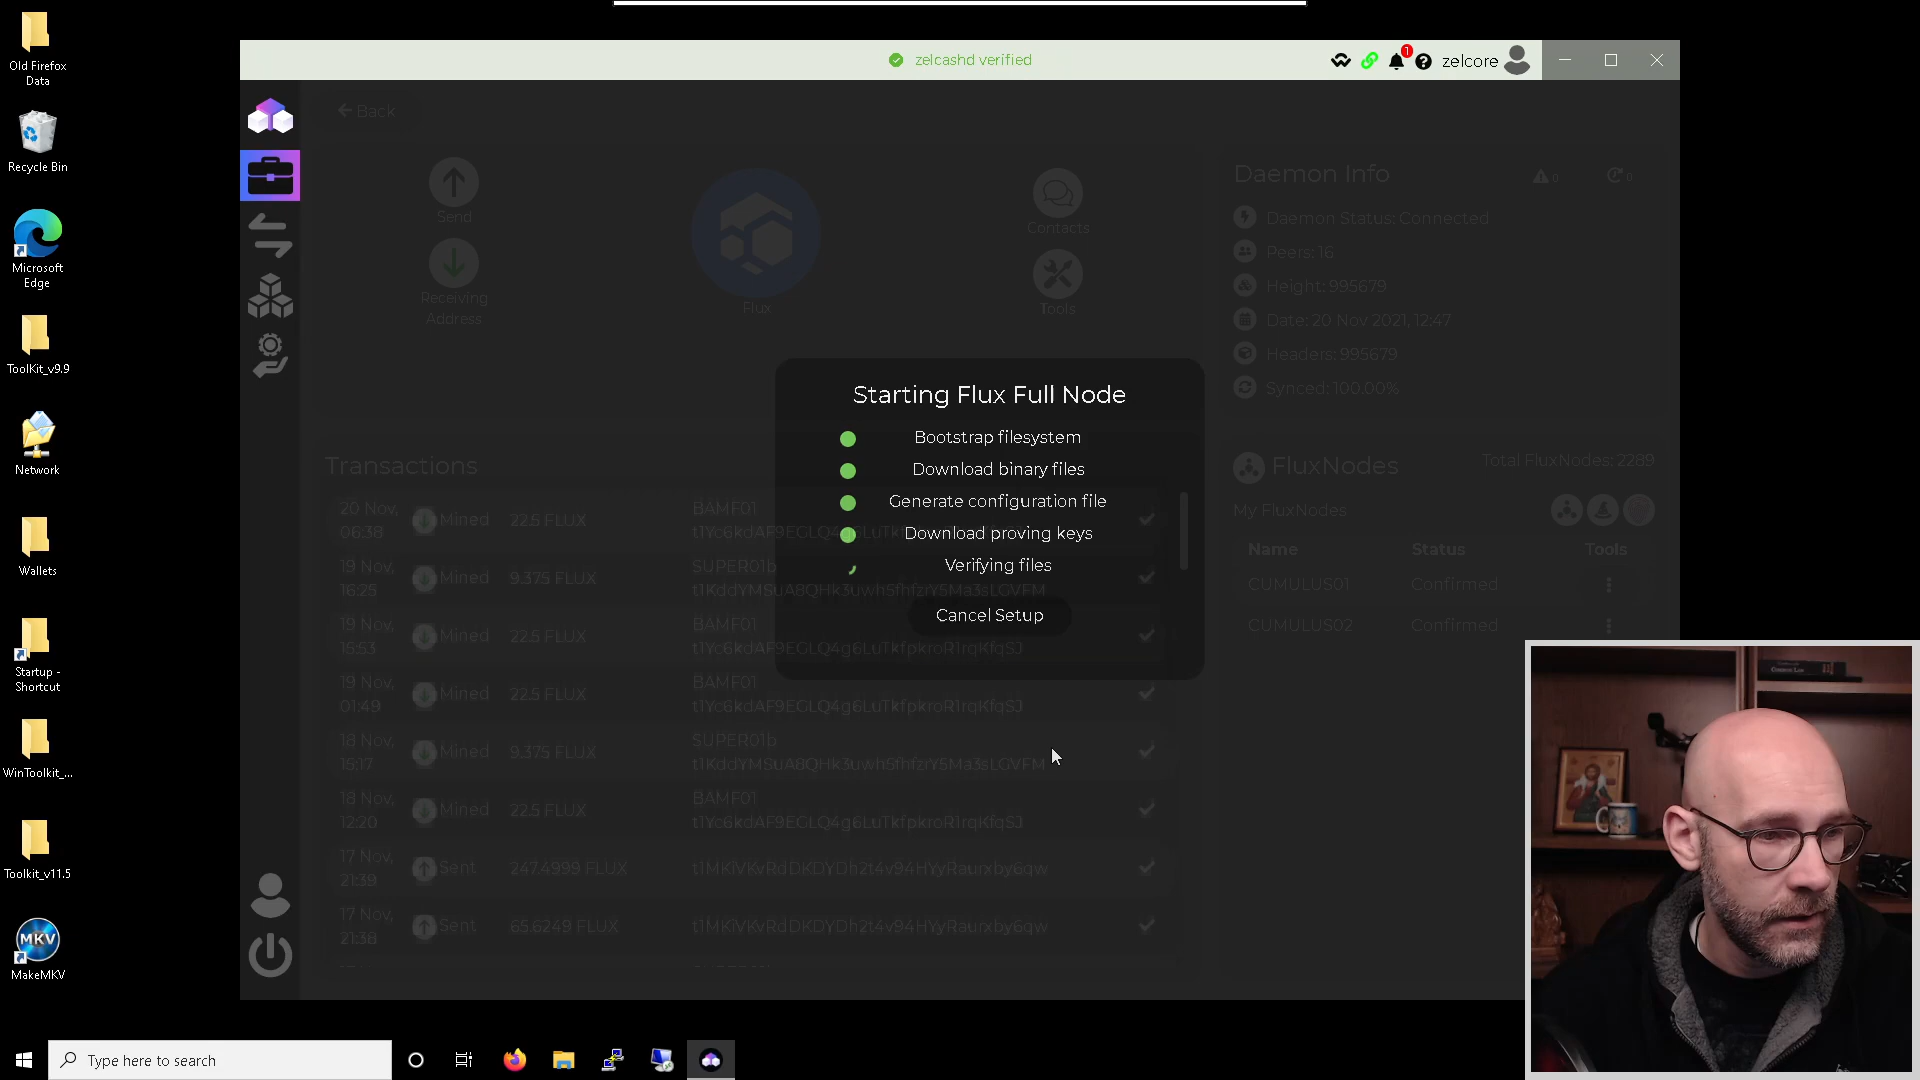 Old Firefox
Data
Recycle Bin
Microsoft
Edge
ToolKit_v9.9
Network
Wallets
Startup -
Shortcut
WinToolkit_...
Toolkit_v11.5
MKV
MakeMKV
zelcashd verified
1
zelcore
Back
Send
Receiving
Address
Flux
Contacts
Tools
Daemon Info
0
0
Daemon Status: Connected
Peers: 16
Height: 995679
Date: 20 Nov 2021, 12:47
Headers: 995679
Synced: 100.00%
Starting Flux Full Node
Bootstrap filesystem
Download binary files
Generate configuration file
Download proving keys
Verifying files
Cancel Setup
Transactions
20 Nov,
06:38
Mined
22.5 FLUX
BAMF01
19 Nov,
16:25
Mined
9.375 FLUX
SUPER01b
19 Nov,
15:53
22.5 FLUX
BAMF01
19 Nov,
01:49
Mined
22.5 FLUX
BAMF01
18 Nov,
15:17
Mined
9.375 FLUX
SUPER01b
18 Nov,
12:20
Mined
22.5 FLUX
BAMF01
17 Nov,
21:39
Sent
247.4999 FLUX
17 Nov,
21:38
Sent
65.6249 FLUX
FluxNodes
Total FluxNodes: 2289
My FluxNodes
Name Status Tools
CUMULUS01 Confirmed
CUMULUS02 Confirmed
Type here to search